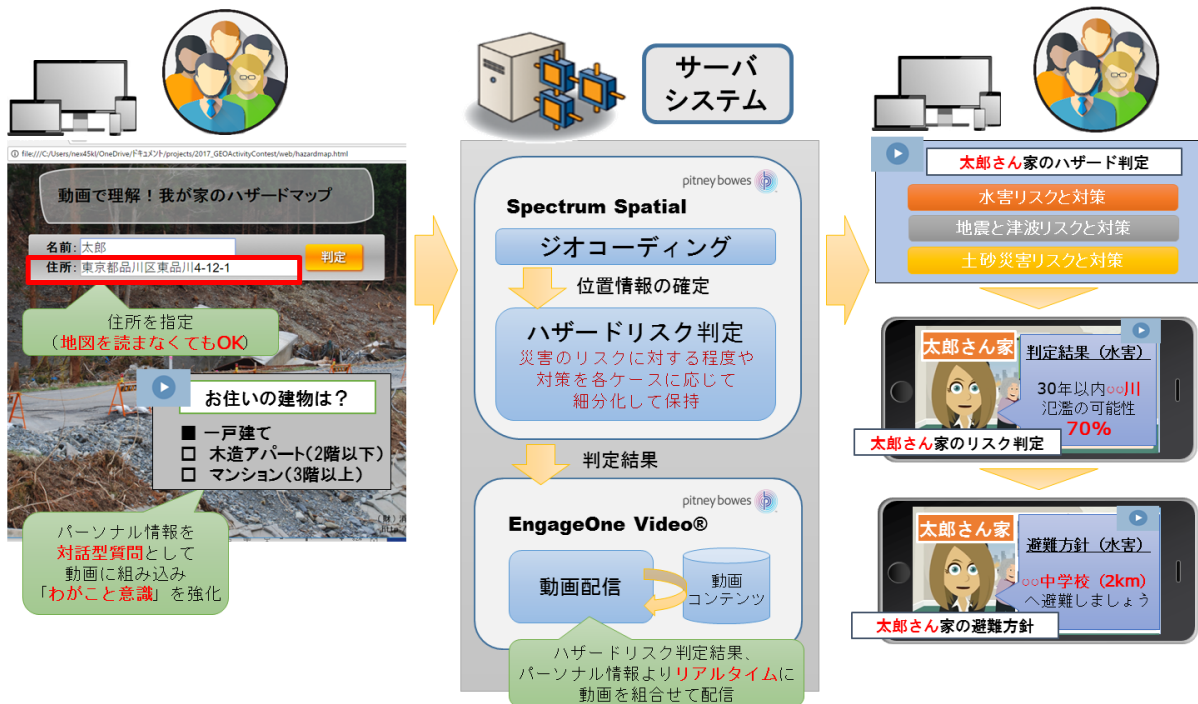 file:///C:/Users/nex45kl/OneDrive/ドキュメント/projects/2017_GEOActivityContest/web/hazardmap.html
動画で理解！我が家のハザードマップ
名前: 太郎
住所: 東京都品川区東品川4-12-1
判定
住所を指定
（地図を読まなくてもOK）
お住いの建物は？
■ 一戸建て
□ 木造アパート(2階以下)
□ マンション(3階以上)
パーソナル情報を
対話型質問として
動画に組み込み
「わがこと意識」を強化
サーバ
システム
pitney bowes
Spectrum Spatial
ジオコーディング
位置情報の確定
ハザードリスク判定
災害のリスクに対する程度や
対策を各ケースに応じて
細分化して保持
判定結果
pitney bowes
EngageOne Video®
動画配信
動画
コンテンツ
ハザードリスク判定結果、
パーソナル情報よりリアルタイムに
動画を組合せて配信
太郎さん家のハザード判定
水害リスクと対策
地震と津波リスクと対策
土砂災害リスクと対策
太郎さん家
判定結果（水害）
30年以内○○川
氾濫の可能性
70%
太郎さん家のリスク判定
太郎さん家
避難方針（水害）
○○中学校（2km）
へ避難しましょう
太郎さん家の避難方針